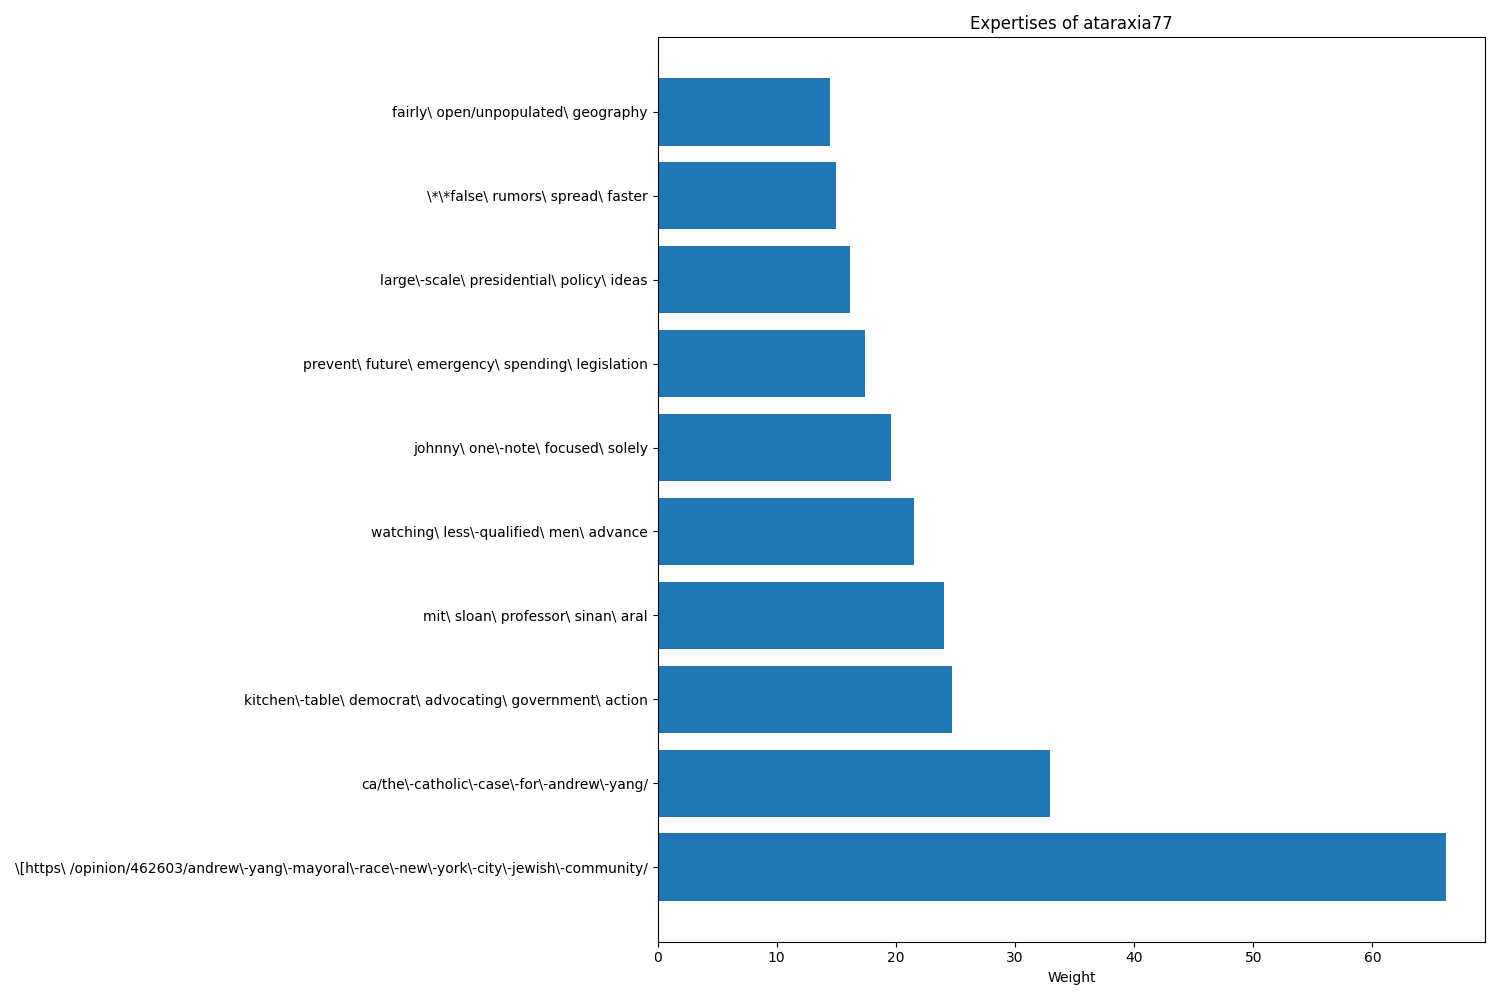 Expertises of ataraxia77
fairly\ open/unpopulated\ geography
\*\*false\ rumors\ spread\ faster
large\-scale\ presidential\ policy\ ideas
prevent\ future\ emergency\ spending\ legislation
johnny\ one\-note\ focused\ solely
watching\ less\-qualified\ men\ advance
mit\ sloan\ professor\ sinan\ aral
kitchen\-table\ democrat\ advocating\ government\ action
ca/the\-catholic\-case\-for\-andrew\-yang/
\[https\ /opinion/462603/andrew\-yang\-mayoral\-race\-new\-york\-city\-jewish\-community/
0 10 20 30 40 50 60
Weight